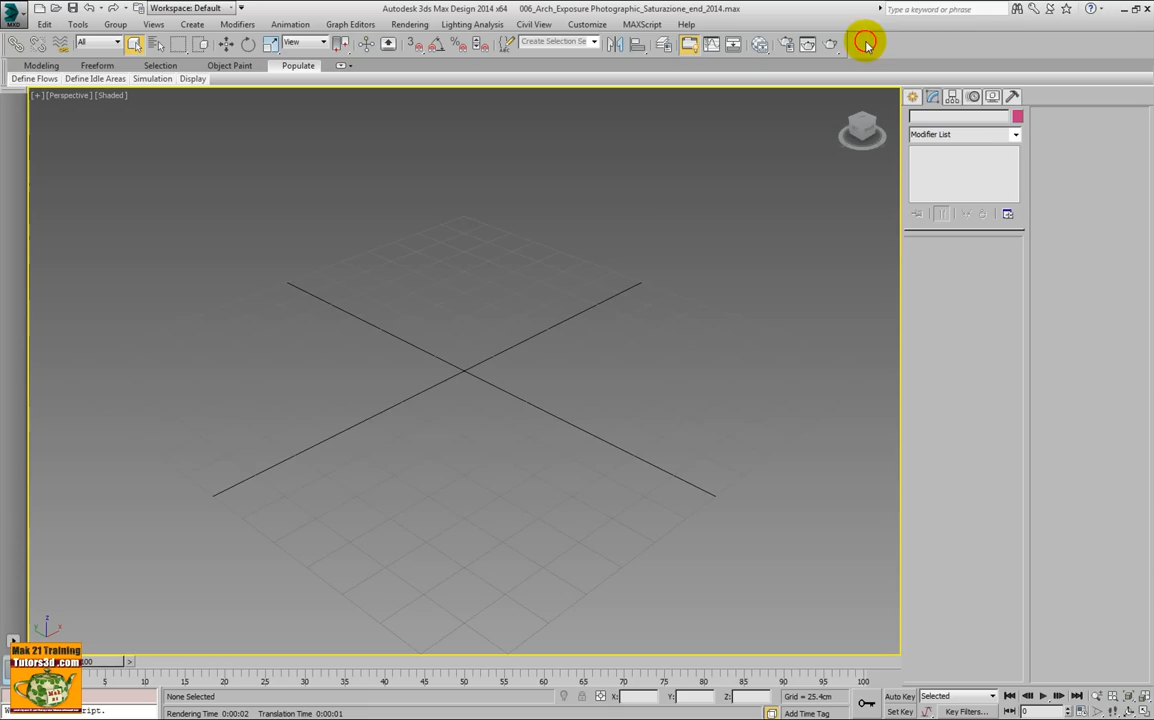 Workspace: Default
Autodesk 3ds Max Design 2014 x64
006_Arch_Exposure Photographic_Saturazione_end_2014.max
Type a keyword or phrase
MXD
Edit Tools Group Views Create Modifiers Animation Graph Editors Rendering Lighting Analysis Civil View Customize MAXScript Help
All View Create Selection Se
Modeling Freeform Selection Object Paint Populate
Define Flows Define Idle Areas Simulation Display
[+] [Perspective] [Shaded]
Modifier List
z
y x
Mak 21 Training
Tutors3d .com
Mak 21
10 15 20 25 30 35 40 45 50 55 60 65 70 75 80 85 90 95 100
None Selected X: Y: Z: Grid = 25.4cm Auto Key Selected
Rendering Time 0:00:02 Translation Time 0:00:01 Add Time Tag Set Key Key Filters... 0